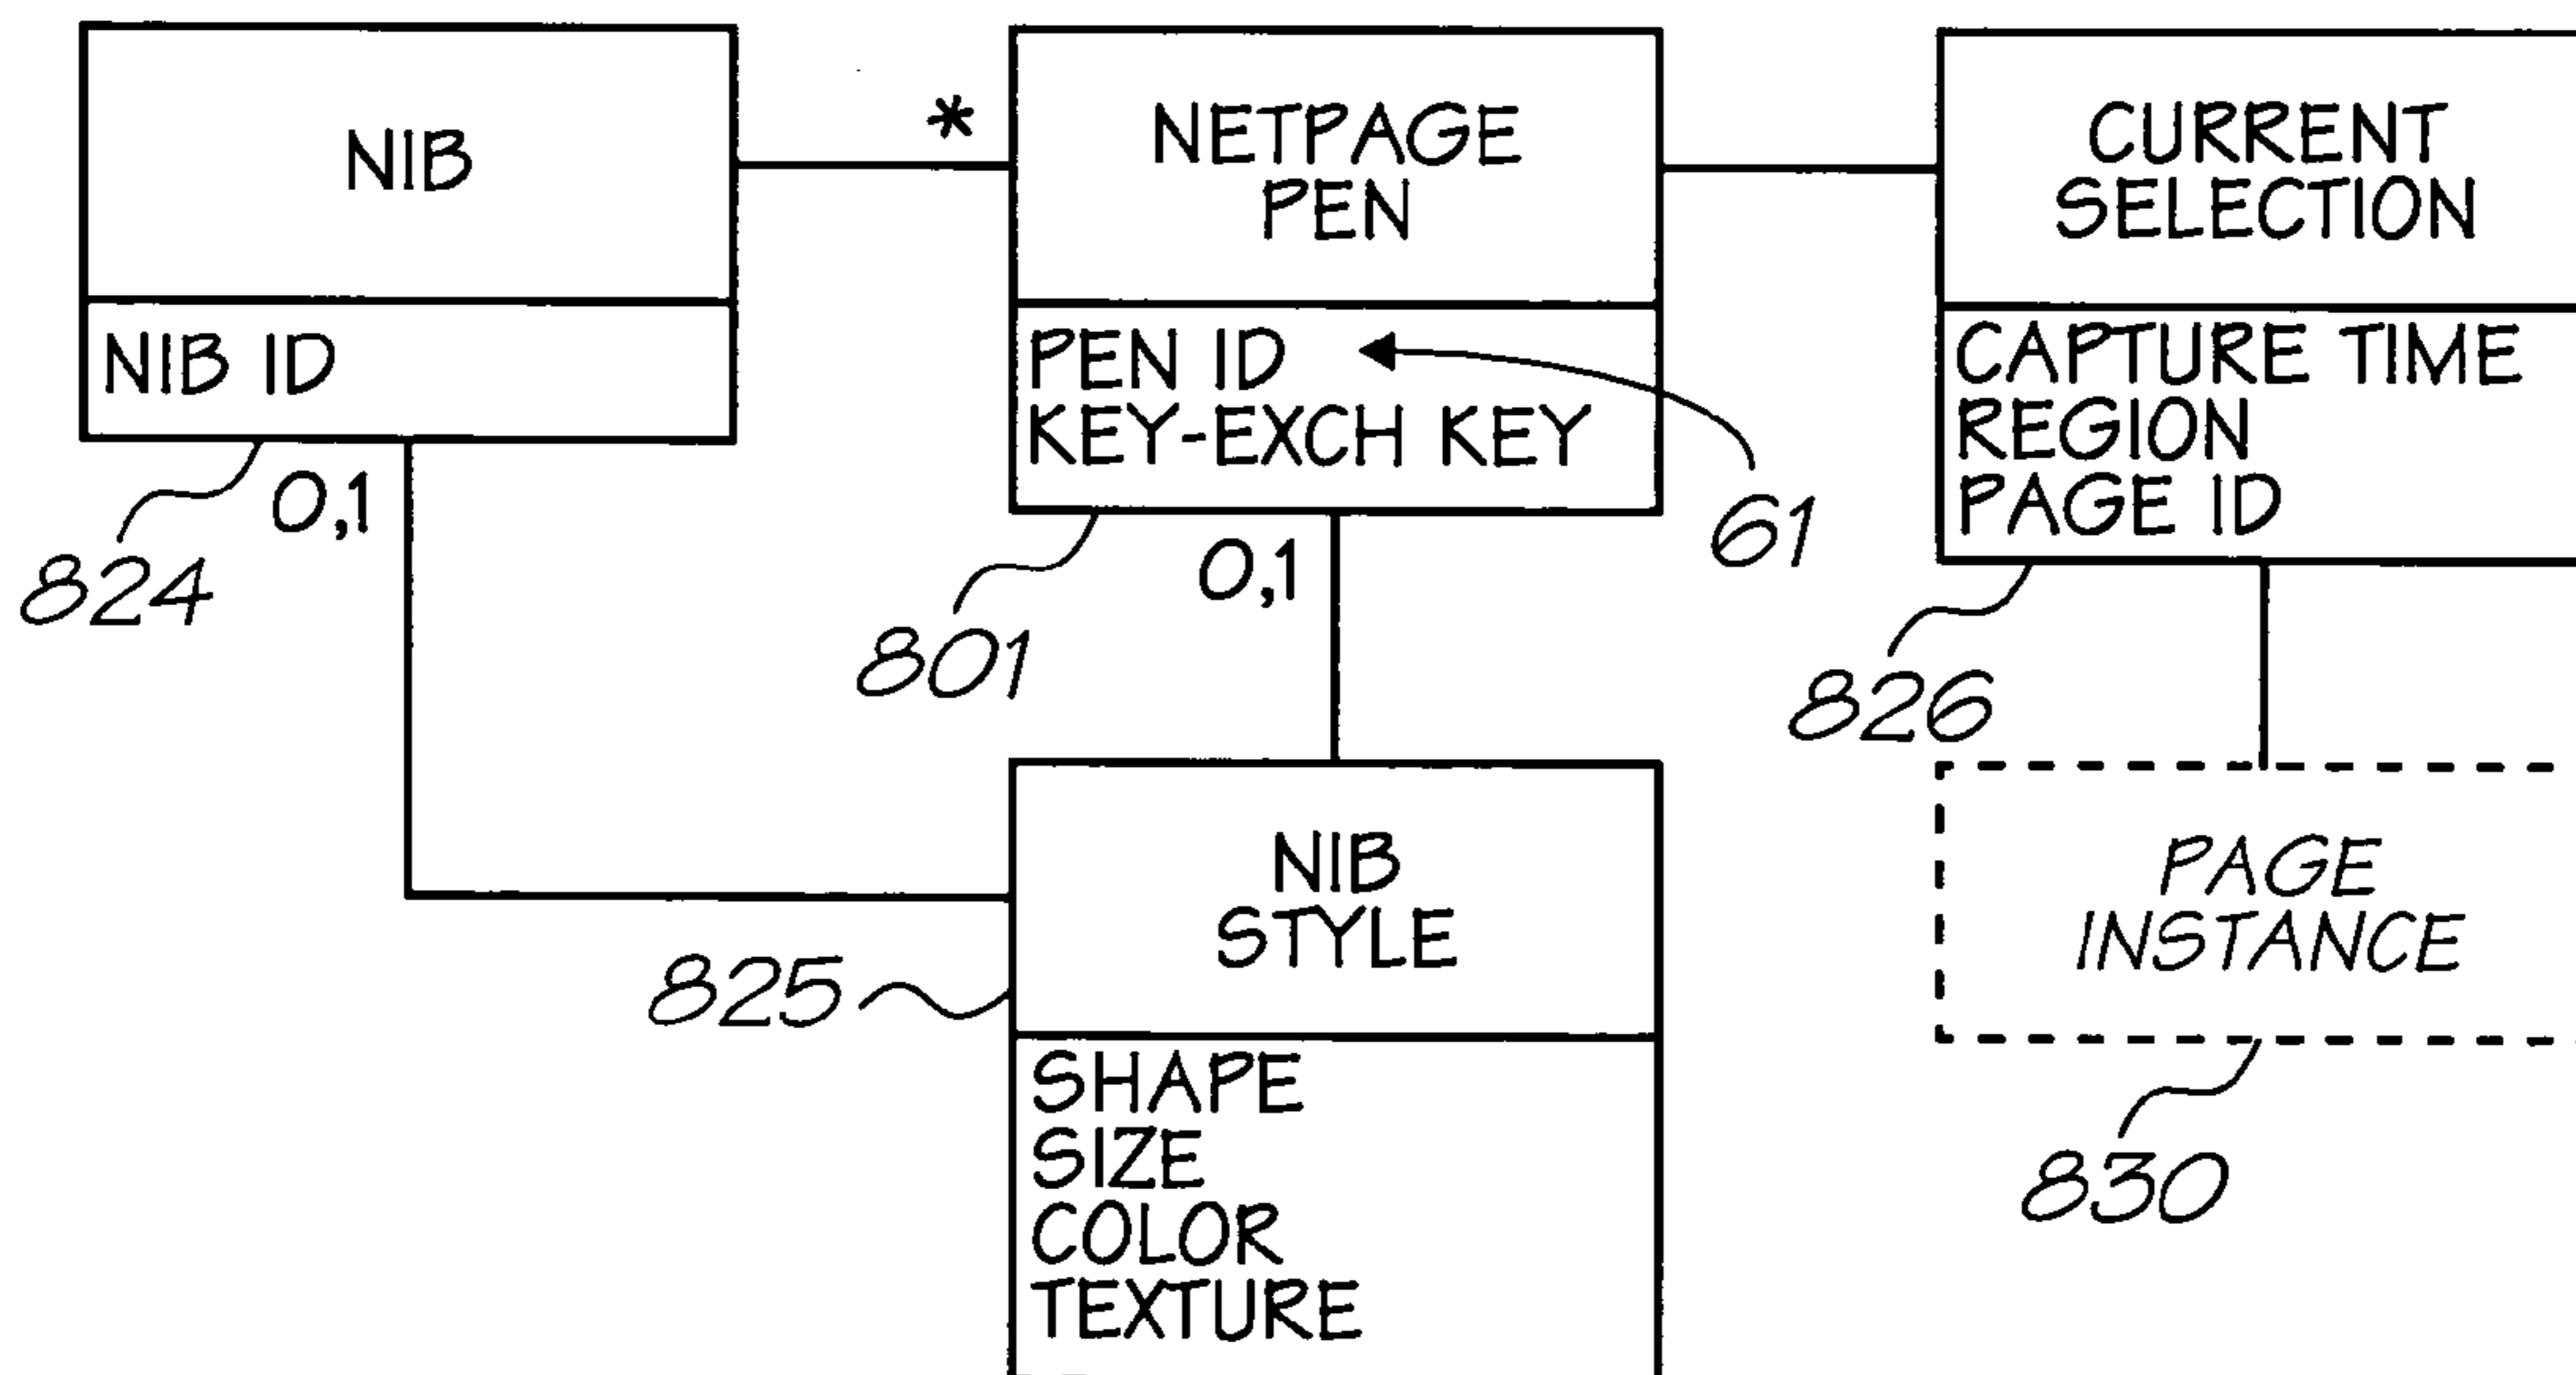 NIB
NIB ID
824
0,1
*
NETPAGE
PEN
PEN ID
KEY-EXCH KEY
61
801
0,1
CURRENT
SELECTION
CAPTURE TIME
REGION
PAGE ID
826
NIB
STYLE
825
SHAPE
SIZE
COLOR
TEXTURE
PAGE
INSTANCE
830